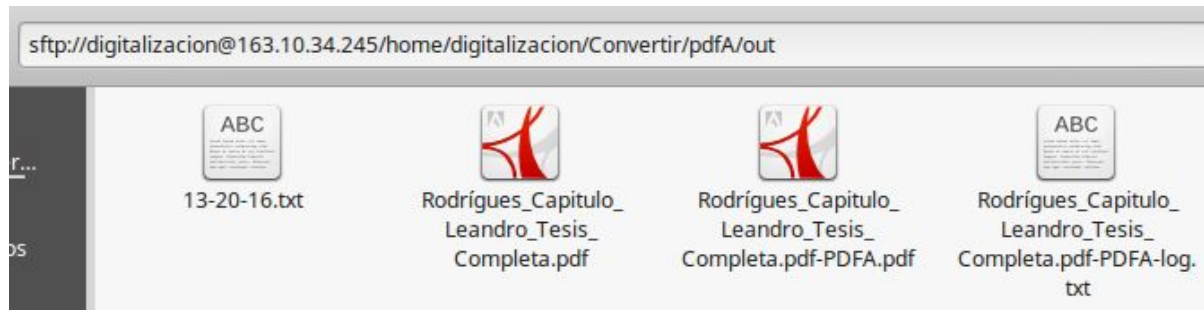 sftp://digitalizacion@163.10.34.245/home/digitalizacion/Convertir/pdfA/out
r...
os
ABC
13-20-16.txt
Rodrígues_Capitulo_
Leandro_Tesis_
Completa.pdf
Rodrígues_Capitulo_
Leandro_Tesis_
Completa.pdf-PDFA.pdf
ABC
Rodrígues_Capitulo_
Leandro_Tesis_
Completa.pdf-PDFA-log.
txt